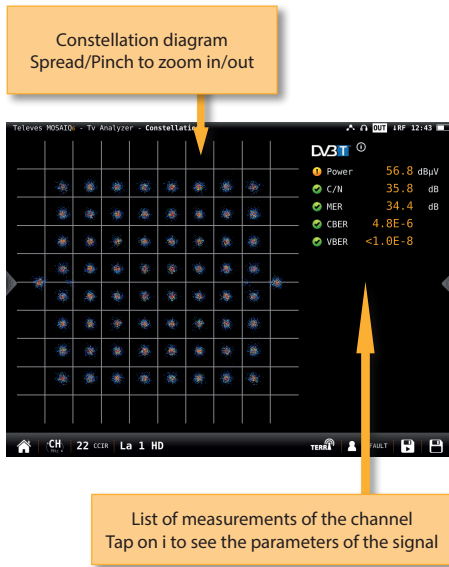 Constellation diagram
Spread/Pinch to zoom in/out
Televes MOSAIQ6 - Tv Analyzer - Constellatio
OUT ↓RF 12:43
DVB T i
! Power 56.8 dBµV
C/N 35.8 dB
MER 34.4 dB
CBER 4.8E-6
VBER <1.0E-8
CH 22 CCIR La 1 HD TERR AULT
List of measurements of the channel
Tap on i to see the parameters of the signal